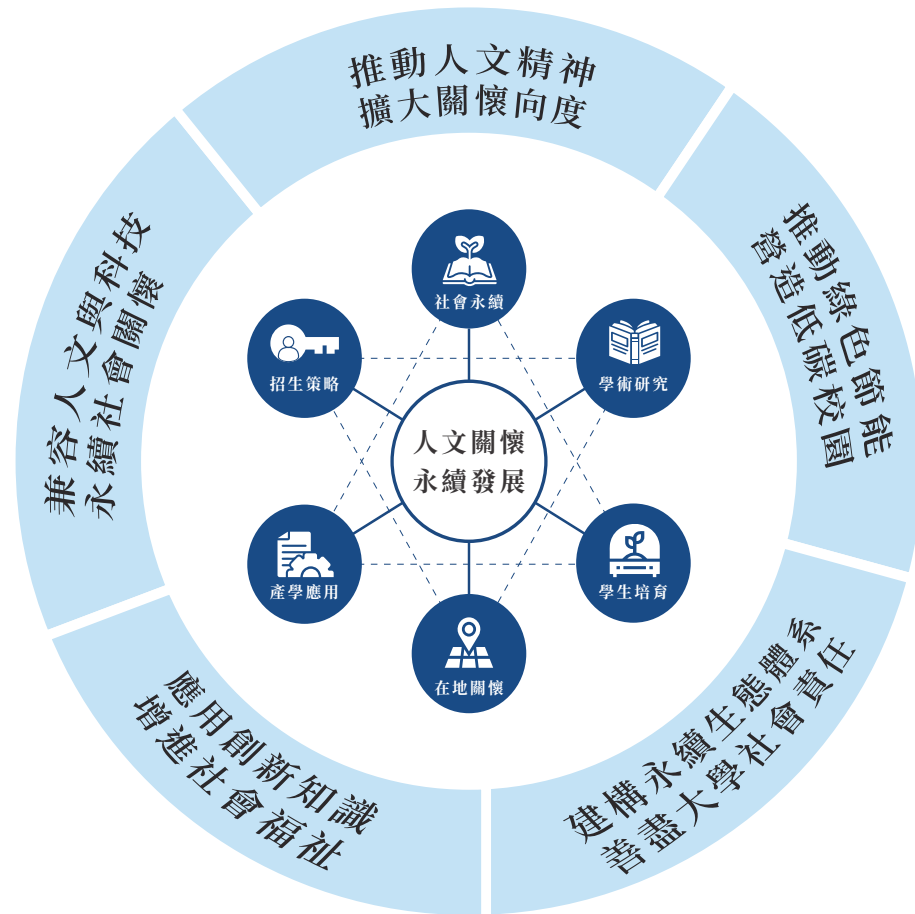 推動人文精神
擴大關懷向度
推動綠色節能
營造低碳校園
建構永續生態體系
善盡大學社會責任
應用創新知識
增進社會福祉
兼容人文與科技
永續社會關懷
社會永續
學術研究
學生培育
在地關懷
產學應用
招生策略
人文關懷
永續發展